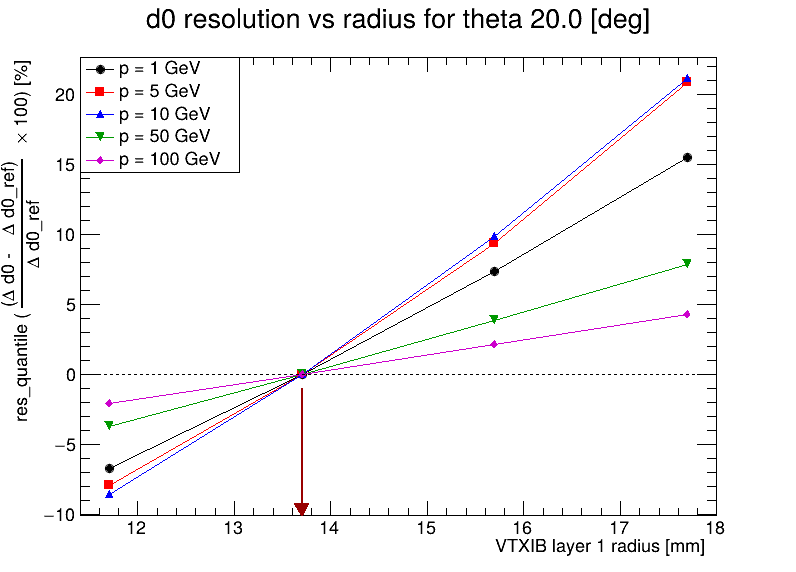 d0 resolution vs radius for theta 20.0 [deg]
p = 1 GeV
p = 5 GeV
p = 10 GeV
p = 50 GeV
p = 100 GeV
res_quantile ( (Δ d0 - Δ d0_ref) / Δ d0_ref × 100) [%]
20
15
10
5
0
−5
−10
12 13 14 15 16 17 18
VTXIB layer 1 radius [mm]